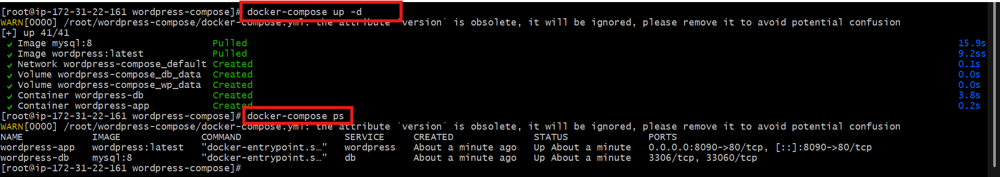 [root@ip-172-31-22-161 wordpress-compose]# docker-compose up -d
WARN[0000] /root/wordpress-compose/docker-compose.yml: the attribute `version` is obsolete, it will be ignored, please remove it to avoid potential confusion
[+] up 41/41
✓ Image mysql:8 Pulled 15.9s
✓ Image wordpress:latest Pulled 9.2ss
✓ Network wordpress-compose_default Created 0.1s
✓ Volume wordpress-compose_db_data Created 0.0s
✓ Volume wordpress-compose_wp_data Created 0.0s
✓ Container wordpress-db Created 3.8s
✓ Container wordpress-app Created 0.2s
[root@ip-172-31-22-161 wordpress-compose]# docker-compose ps
WARN[0000] /root/wordpress-compose/docker-compose.yml: the attribute `version` is obsolete, it will be ignored, please remove it to avoid potential confusion
NAME IMAGE COMMAND SERVICE CREATED STATUS PORTS
wordpress-app wordpress:latest "docker-entrypoint.s…" wordpress About a minute ago Up About a minute 0.0.0.0:8090->80/tcp, [::]:8090->80/tcp
wordpress-db mysql:8 "docker-entrypoint.s…" db About a minute ago Up About a minute 3306/tcp, 33060/tcp
[root@ip-172-31-22-161 wordpress-compose]#